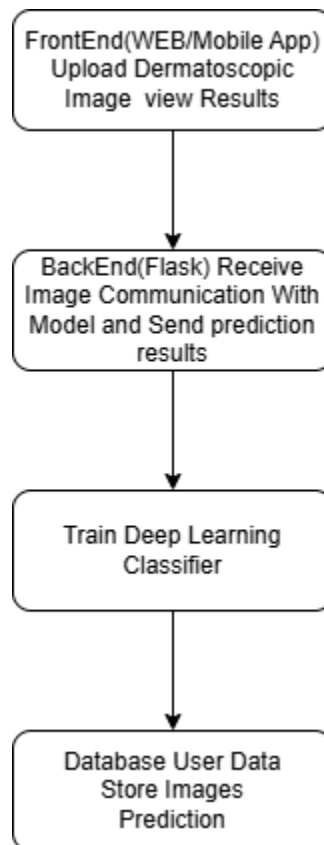 FrontEnd(WEB/Mobile App)
Upload Dermatoscopic
Image view Results
BackEnd(Flask) Receive
Image Communication With
Model and Send prediction
results
Train Deep Learning
Classifier
Database User Data
Store Images
Prediction